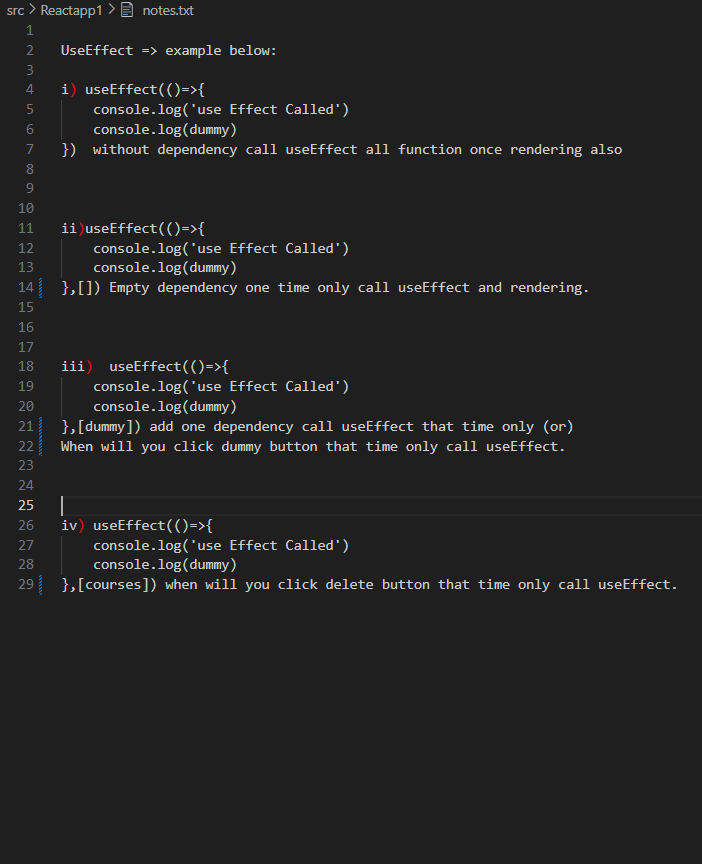 src > Reactapp1 > notes.txt
1
2 UseEffect => example below:
3
4 i) useEffect(()=>{
5 console.log('use Effect Called')
6 console.log(dummy)
7 }) without dependency call useEffect all function once rendering also
8
9
10
11 ii)useEffect(()=>{
12 console.log('use Effect Called')
13 console.log(dummy)
14 },[]) Empty dependency one time only call useEffect and rendering.
15
16
17
18 iii) useEffect(()=>{
19 console.log('use Effect Called')
20 console.log(dummy)
21 },[dummy]) add one dependency call useEffect that time only (or)
22 When will you click dummy button that time only call useEffect.
23
24
25
26 iv) useEffect(()=>{
27 console.log('use Effect Called')
28 console.log(dummy)
29 },[courses]) when will you click delete button that time only call useEffect.